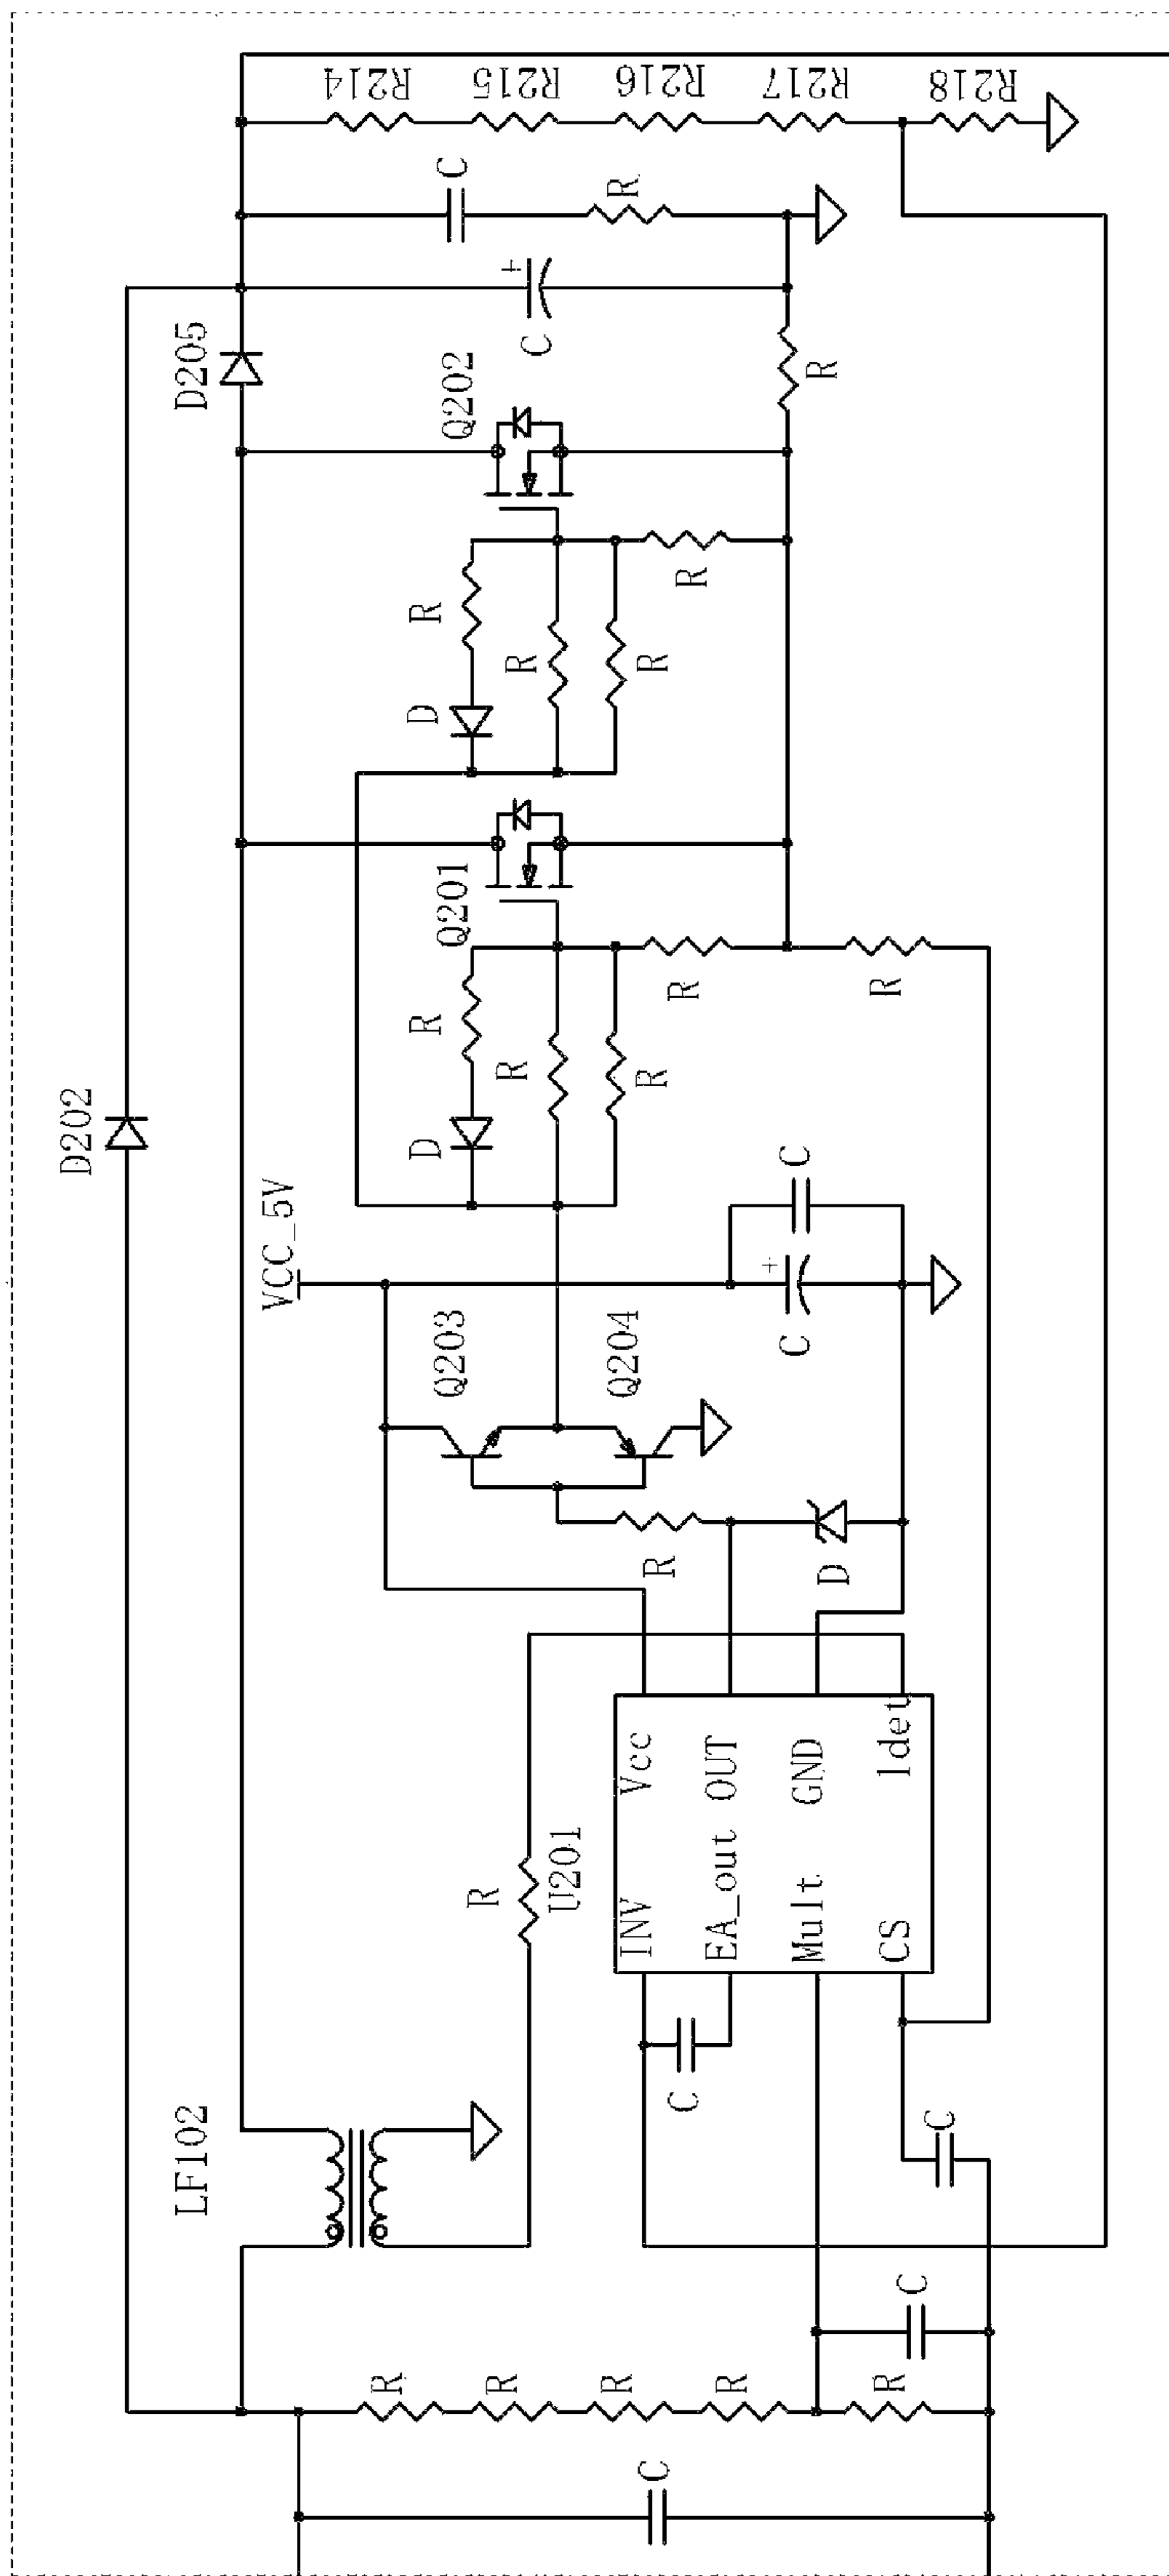 D202
LF102
D205
VCC_5V
R214
R
D
R
D
R
Q203
Q201
Q202
C
R
R
R
R
R215
+
C
U201
R
Q204
R
INV
Vcc
R
R
R
R216
C
C
R
R
EA_out
OUT
R
+
C
C
Mult
GND
R217
R
D
R
CS
1det
R
C
C
R218